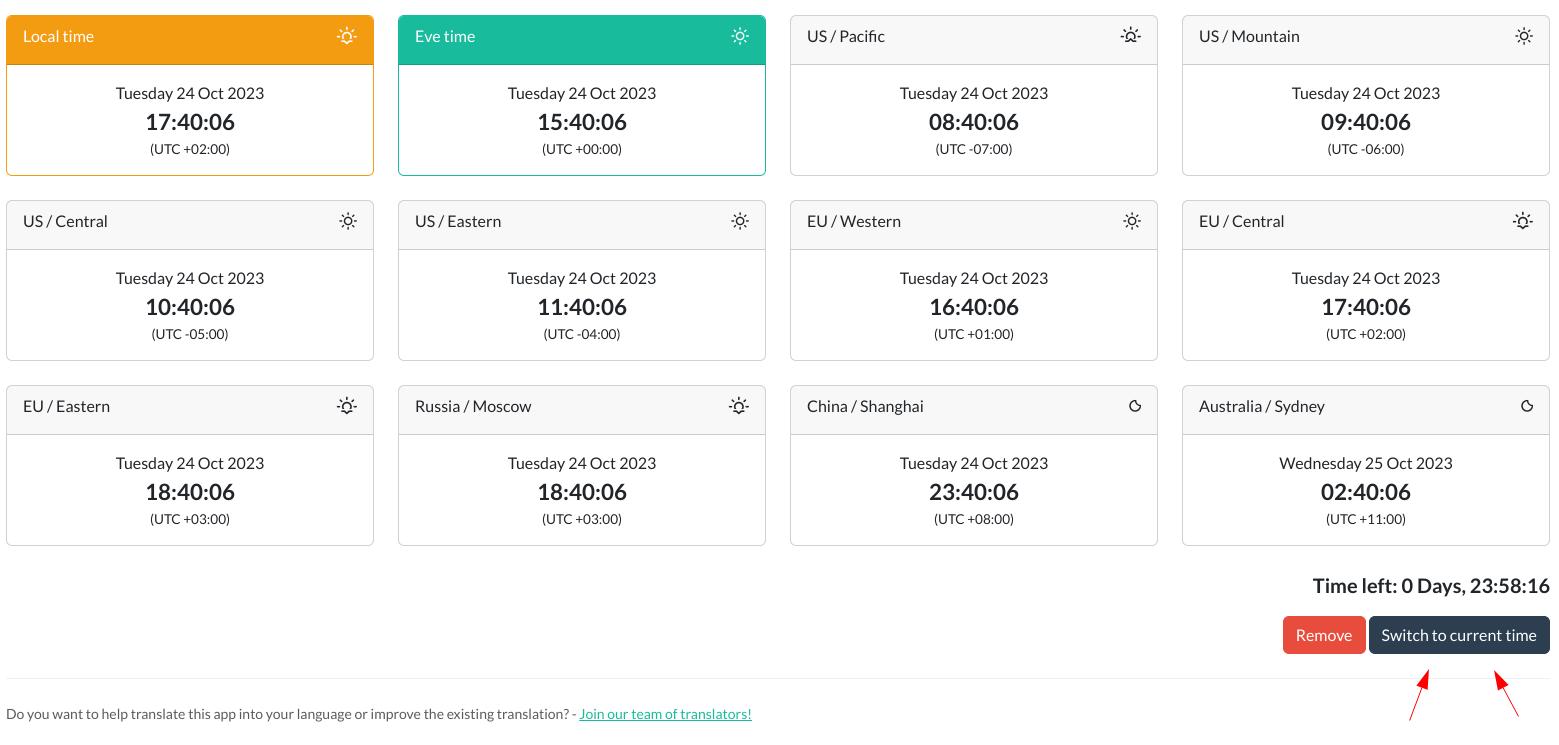 Local time
Tuesday 24 Oct 2023
17:40:06
(UTC +02:00)
Eve time
Tuesday 24 Oct 2023
15:40:06
(UTC +00:00)
US / Pacific
Tuesday 24 Oct 2023
08:40:06
(UTC -07:00)
US / Mountain
Tuesday 24 Oct 2023
09:40:06
(UTC -06:00)
US / Central
Tuesday 24 Oct 2023
10:40:06
(UTC -05:00)
US / Eastern
Tuesday 24 Oct 2023
11:40:06
(UTC -04:00)
EU / Western
Tuesday 24 Oct 2023
16:40:06
(UTC +01:00)
EU / Central
Tuesday 24 Oct 2023
17:40:06
(UTC +02:00)
EU / Eastern
Tuesday 24 Oct 2023
18:40:06
(UTC +03:00)
Russia / Moscow
Tuesday 24 Oct 2023
18:40:06
(UTC +03:00)
China / Shanghai
Tuesday 24 Oct 2023
23:40:06
(UTC +08:00)
Australia / Sydney
Wednesday 25 Oct 2023
02:40:06
(UTC +11:00)
Time left: 0 Days, 23:58:16
Remove
Switch to current time
Do you want to help translate this app into your language or improve the existing translation? - Join our team of translators!